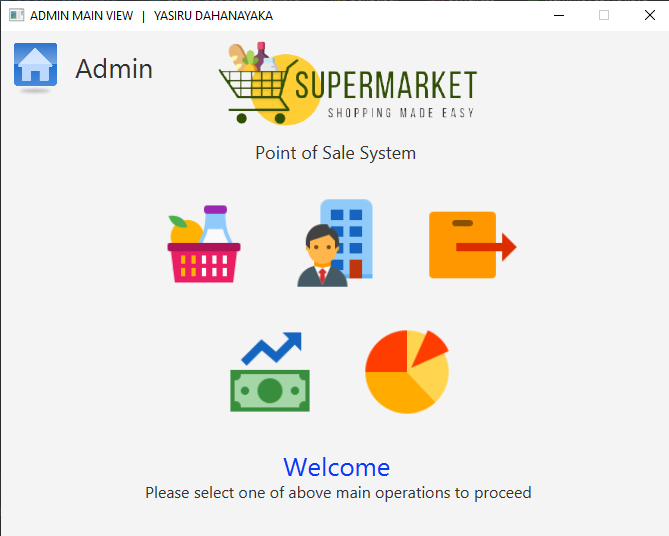 ADMIN MAIN VIEW | YASIRU DAHANAYAKA
Admin
SUPERMARKET
SHOPPING MADE EASY
Point of Sale System
Welcome
Please select one of above main operations to proceed